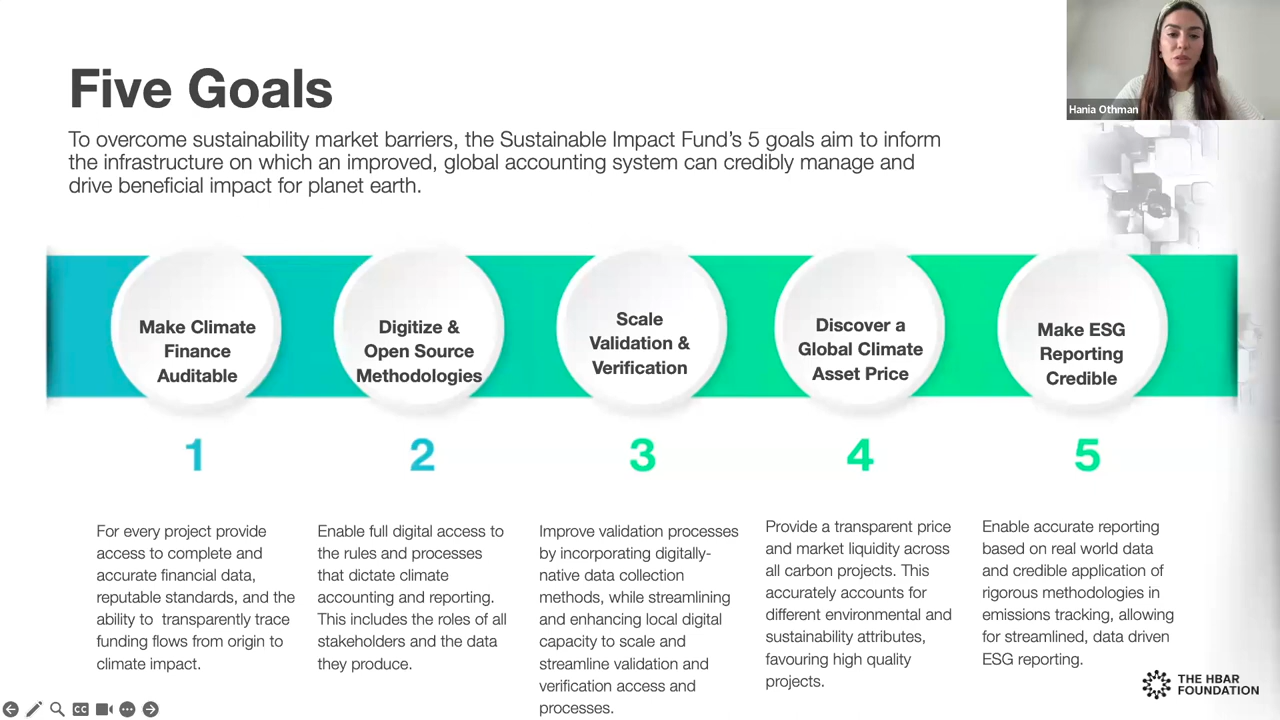 Five Goals
To overcome sustainability market barriers, the Sustainable Impact Fund's 5 goals aim to inform
the infrastructure on which an improved, global accounting system can credibly manage and
drive beneficial impact for planet earth.
Hania Othman
Make Climate
Finance
Auditable
Digitize &
Open Source
Methodologies
Scale
Validation &
Verification
Discover a
Global Climate
Asset Price
Make ESG
Reporting
Credible
1
2
3
4
5
For every project provide
access to complete and
accurate financial data,
reputable standards, and the
ability to  transparently trace
funding flows from origin to
climate impact.
Enable full digital access to
the rules and processes
that dictate climate
accounting and reporting.
This includes the roles of all
stakeholders and the data
they produce.
Improve validation processes
by incorporating digitally-
native data collection
methods, while streamlining
and enhancing local digital
capacity to scale and
streamline validation and
verification access and
processes.
Provide a transparent price
and market liquidity across
all carbon projects. This
accurately accounts for
different environmental and
sustainability attributes,
favouring high quality
projects.
Enable accurate reporting
based on real world data
and credible application of
rigorous methodologies in
emissions tracking, allowing
for streamlined, data driven
ESG reporting.
THE HBAR
FOUNDATION
CC